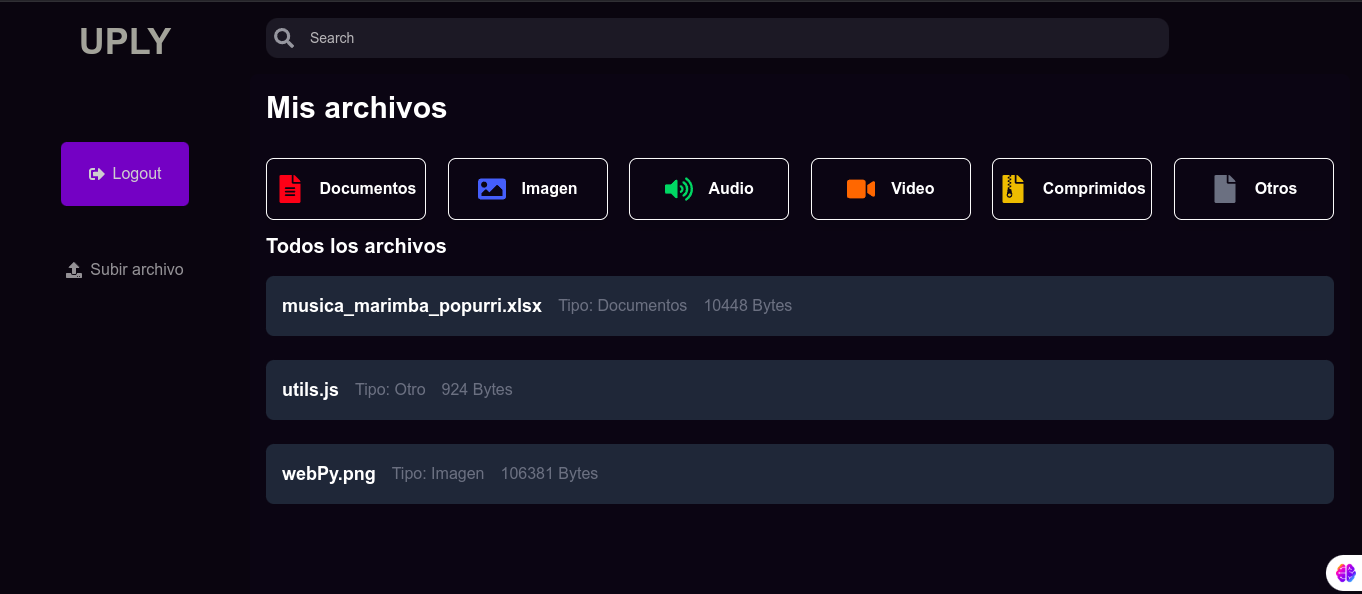 UPLY
Search
Mis archivos
Logout
Documentos
Imagen
Audio
Video
Comprimidos
Otros
Todos los archivos
Subir archivo
musica_marimba_popurri.xlsx Tipo: Documentos 10448 Bytes
utils.js Tipo: Otro 924 Bytes
webPy.png Tipo: Imagen 106381 Bytes